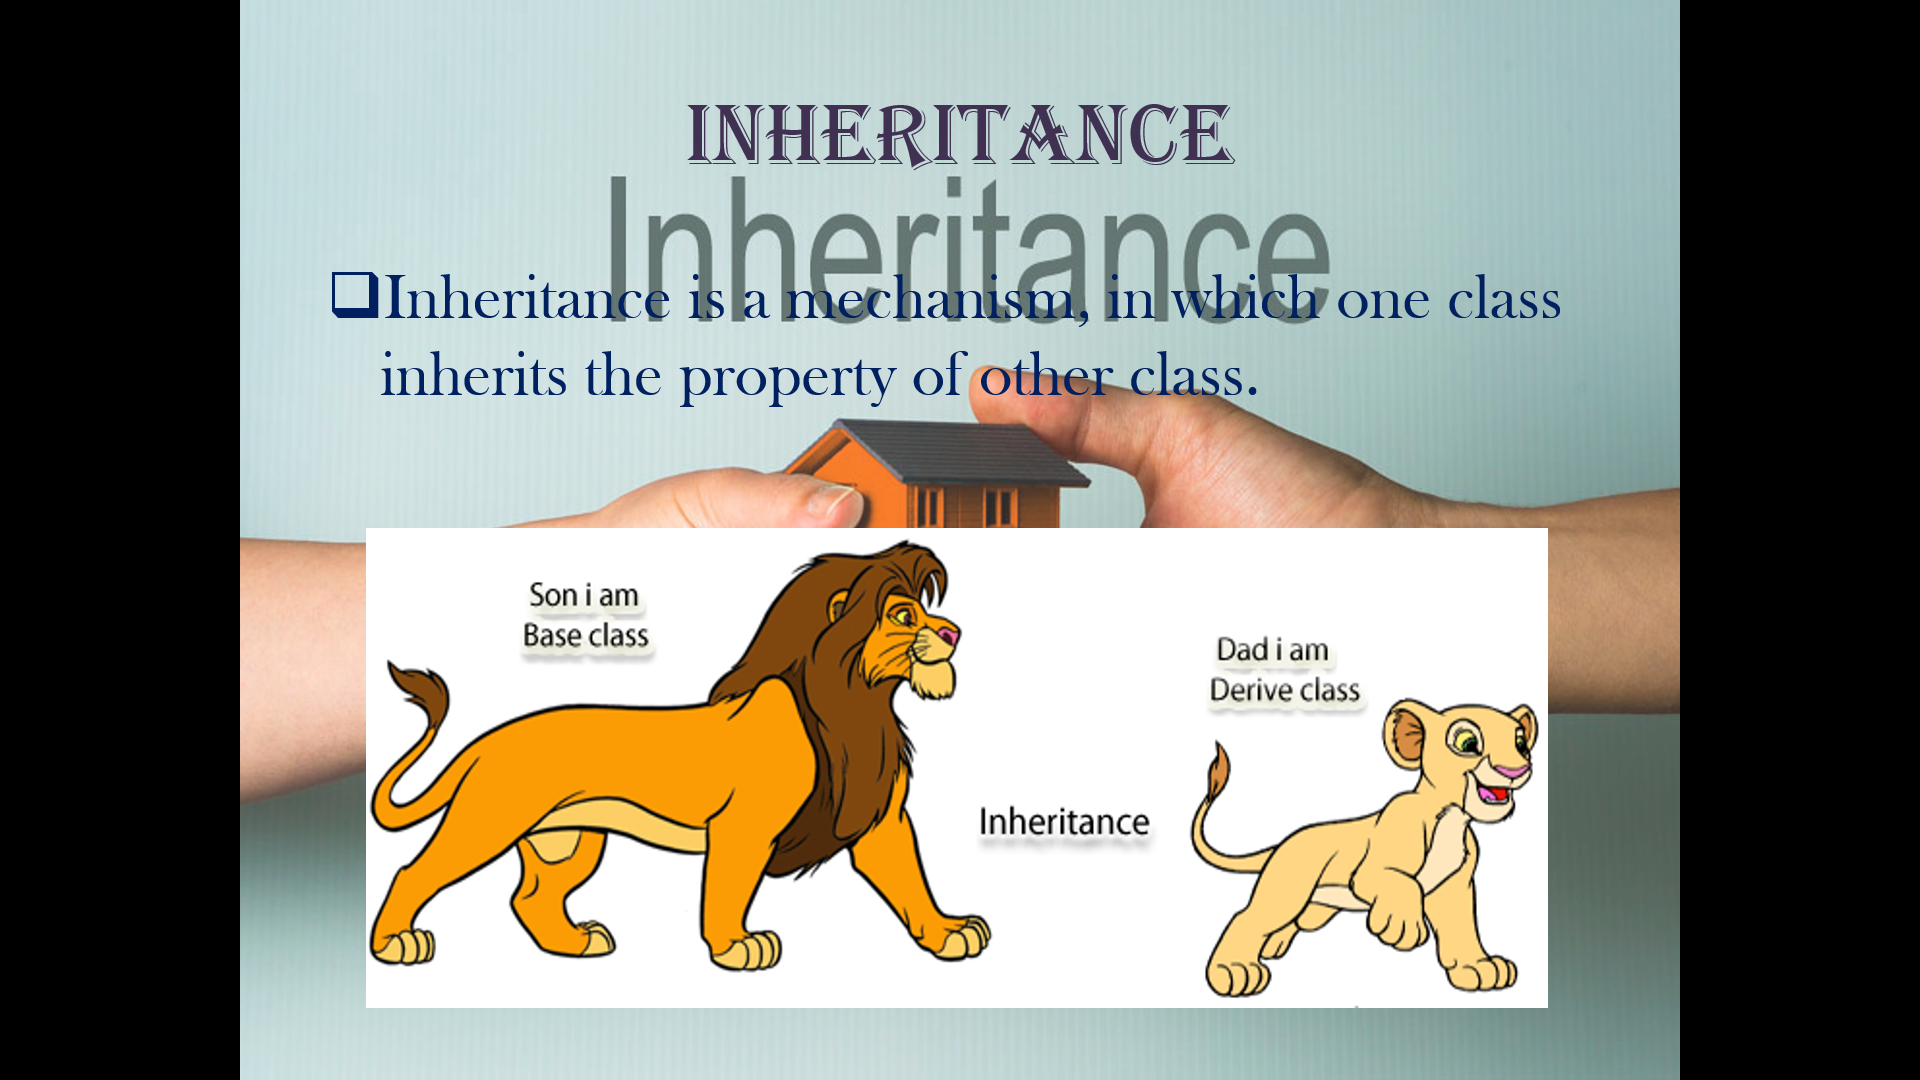 INHERITANCE
Inheritance
Inheritance is a mechanism, in which one class
inherits the property of other class.
Son i am
Base class
Dad i am
Derive class
Inheritance